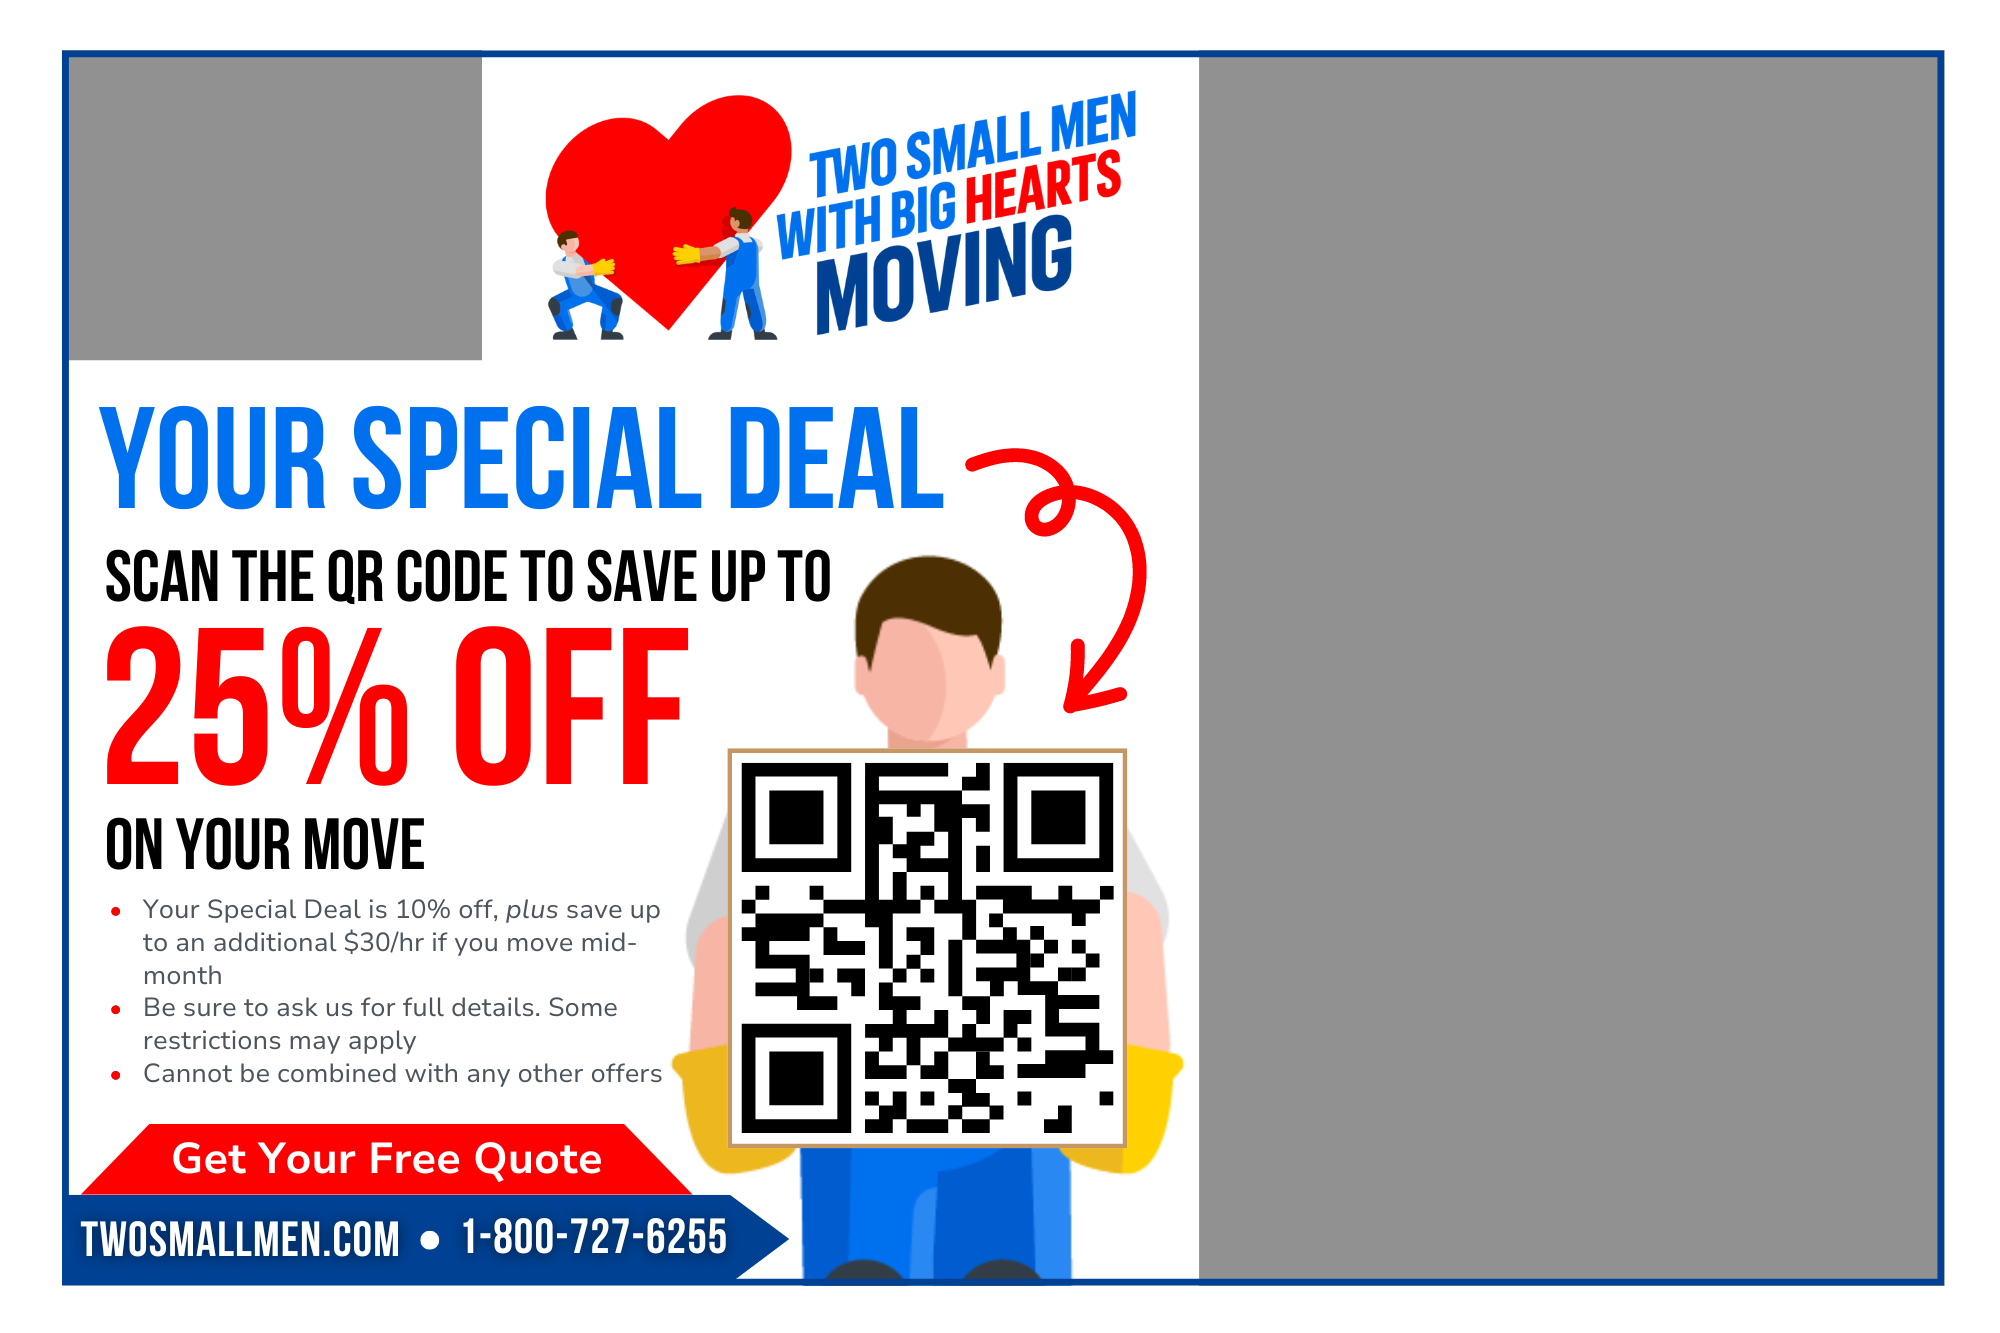 TWO SMALL MEN
WITH BIG HEARTS
MOVING
YOUR SPECIAL DEAL
SCAN THE QR CODE TO SAVE UP TO
25% OFF
ON YOUR MOVE
• Your Special Deal is 10% off, plus save up
to an additional $30/hr if you move mid-
month
• Be sure to ask us for full details. Some
restrictions may apply
• Cannot be combined with any other offers
Get Your Free Quote
TWOSMALLMEN.COM • 1-800-727-6255